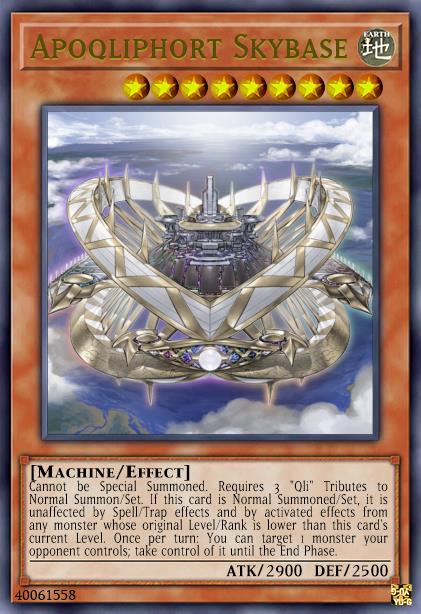 Apoqliphort Skybase
EARTH
地
[Machine/Effect]
Cannot be Special Summoned. Requires 3 "Qli" Tributes to
Normal Summon/Set. If this card is Normal Summoned/Set, it is
unaffected by Spell/Trap effects and by activated effects from
any monster whose original Level/Rank is lower than this card's
current Level. Once per turn: You can target 1 monster your
opponent controls; take control of it until the End Phase.
ATK/2900 DEF/2500
40061558